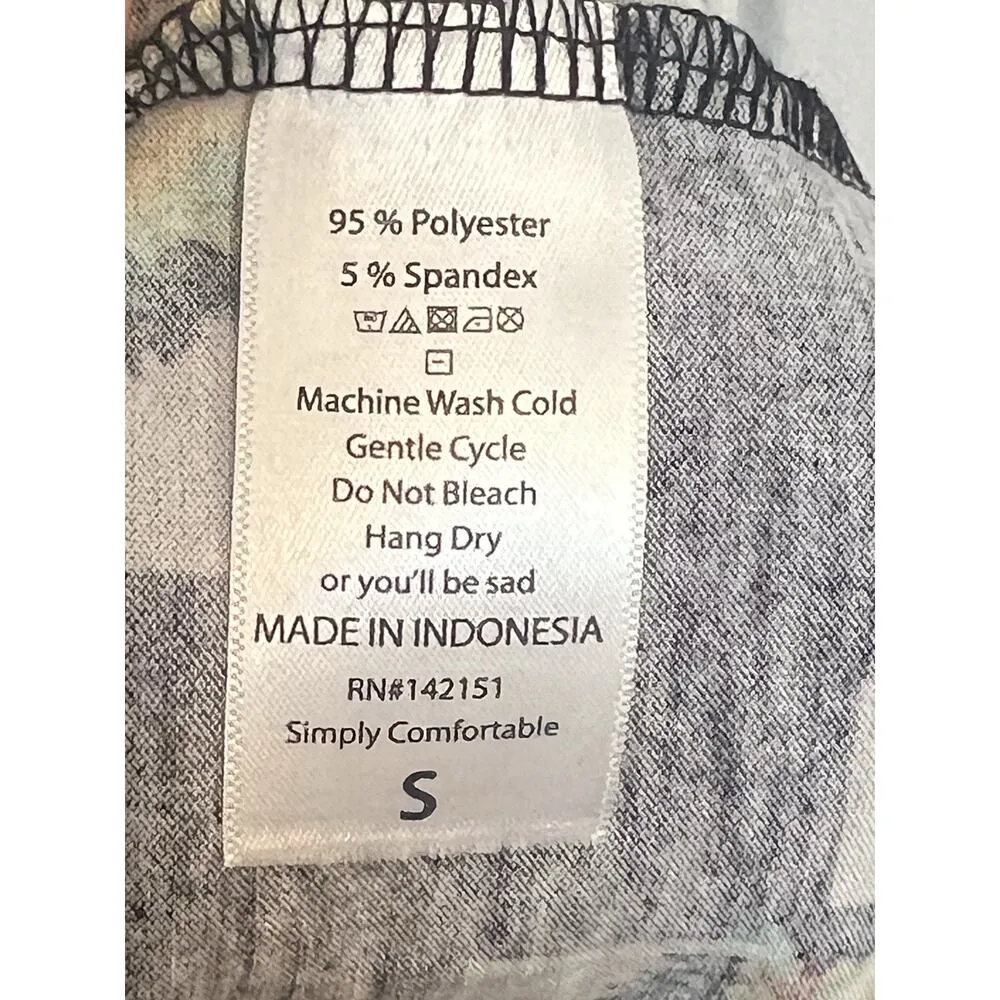 95 % Polyester
5 % Spandex
Machine Wash Cold
Gentle Cycle
Do Not Bleach
Hang Dry
or you'll be sad
MADE IN INDONESIA
RN#142151
Simply Comfortable
S